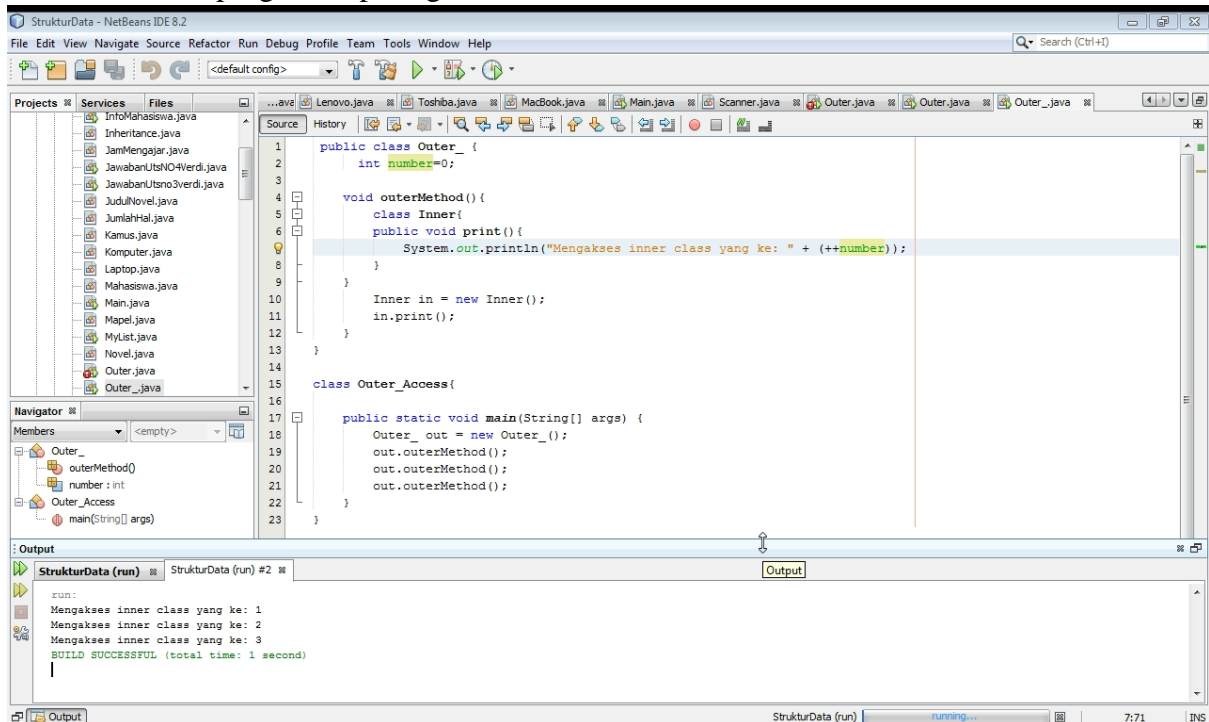 StrukturData - NetBeans IDE 8.2
File Edit View Navigate Source Refactor Run Debug Profile Team Tools Window Help
Search (Ctrl+I)
<default config>
Projects Services Files
...ava Lenovo.java Toshiba.java MacBook.java Main.java Scanner.java Outer.java Outer.java Outer_.java
Source History
InfoMahasiswa.java
Inheritance.java
JamMengajar.java
JawabanUtsNO4Verdi.java
JawabanUtsno3verdi.java
JudulNovel.java
JumlahHal.java
Kamus.java
Komputer.java
Laptop.java
Mahasiswa.java
Main.java
Mapel.java
MyList.java
Novel.java
Outer.java
Outer_.java
Navigator
Members <empty>
Outer_
outerMethod()
number : int
Outer_Access
main(String[] args)
1 public class Outer_ {
2 int number=0;
3
4 void outerMethod(){
5 class Inner{
6 public void print(){
System.out.println("Mengakses inner class yang ke: " + (++number));
8 }
9 }
10 Inner in = new Inner();
11 in.print();
12 }
13 }
14
15 class Outer_Access{
16
17 public static void main(String[] args) {
18 Outer_ out = new Outer_();
19 out.outerMethod();
20 out.outerMethod();
21 out.outerMethod();
22 }
23 }
Output
Output
StrukturData (run) StrukturData (run) #2
run:
Mengakses inner class yang ke: 1
Mengakses inner class yang ke: 2
Mengakses inner class yang ke: 3
BUILD SUCCESSFUL (total time: 1 second)
Output
StrukturData (run) running... 7:71 INS